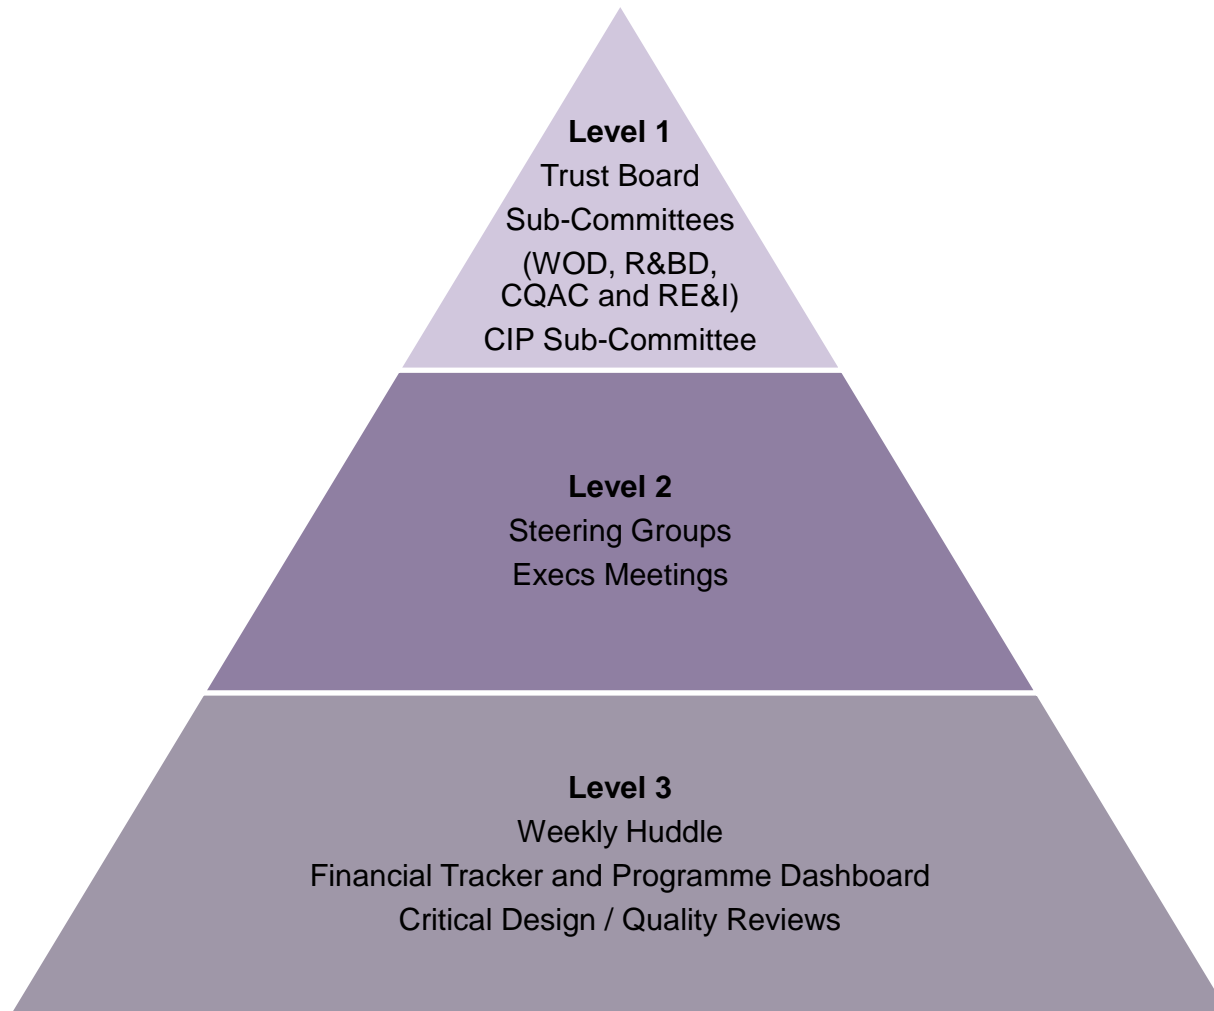 Level 1
Trust Board
Sub-Committees
(WOD, R&BD,
CQAC and RE&I)
CIP Sub-Committee
Level 2
Steering Groups
Execs Meetings
Level 3
Weekly Huddle
Financial Tracker and Programme Dashboard
Critical Design / Quality Reviews